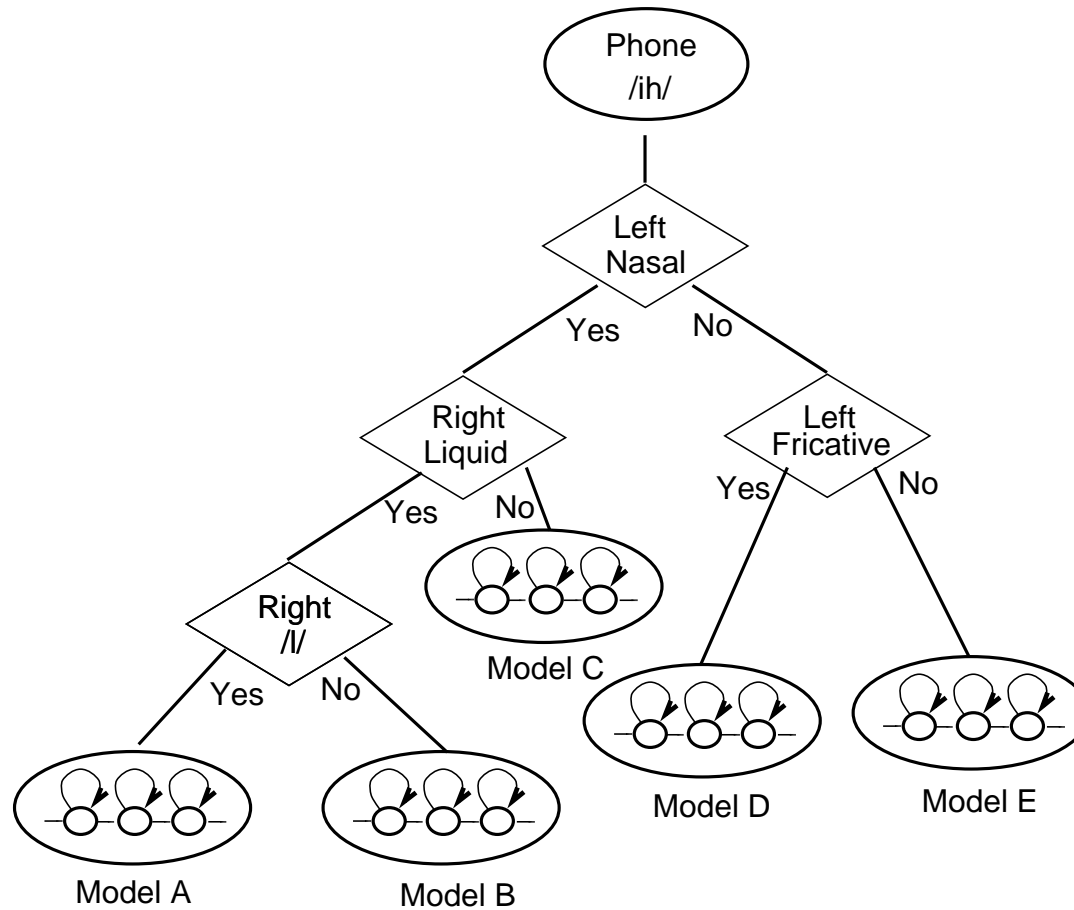 Phone
/ih/
Left
Nasal
Yes
No
Right
Liquid
Left
Fricative
Yes
No
Yes
No
Right
/l/
Model C
Yes
No
Model D
Model E
Model A
Model B